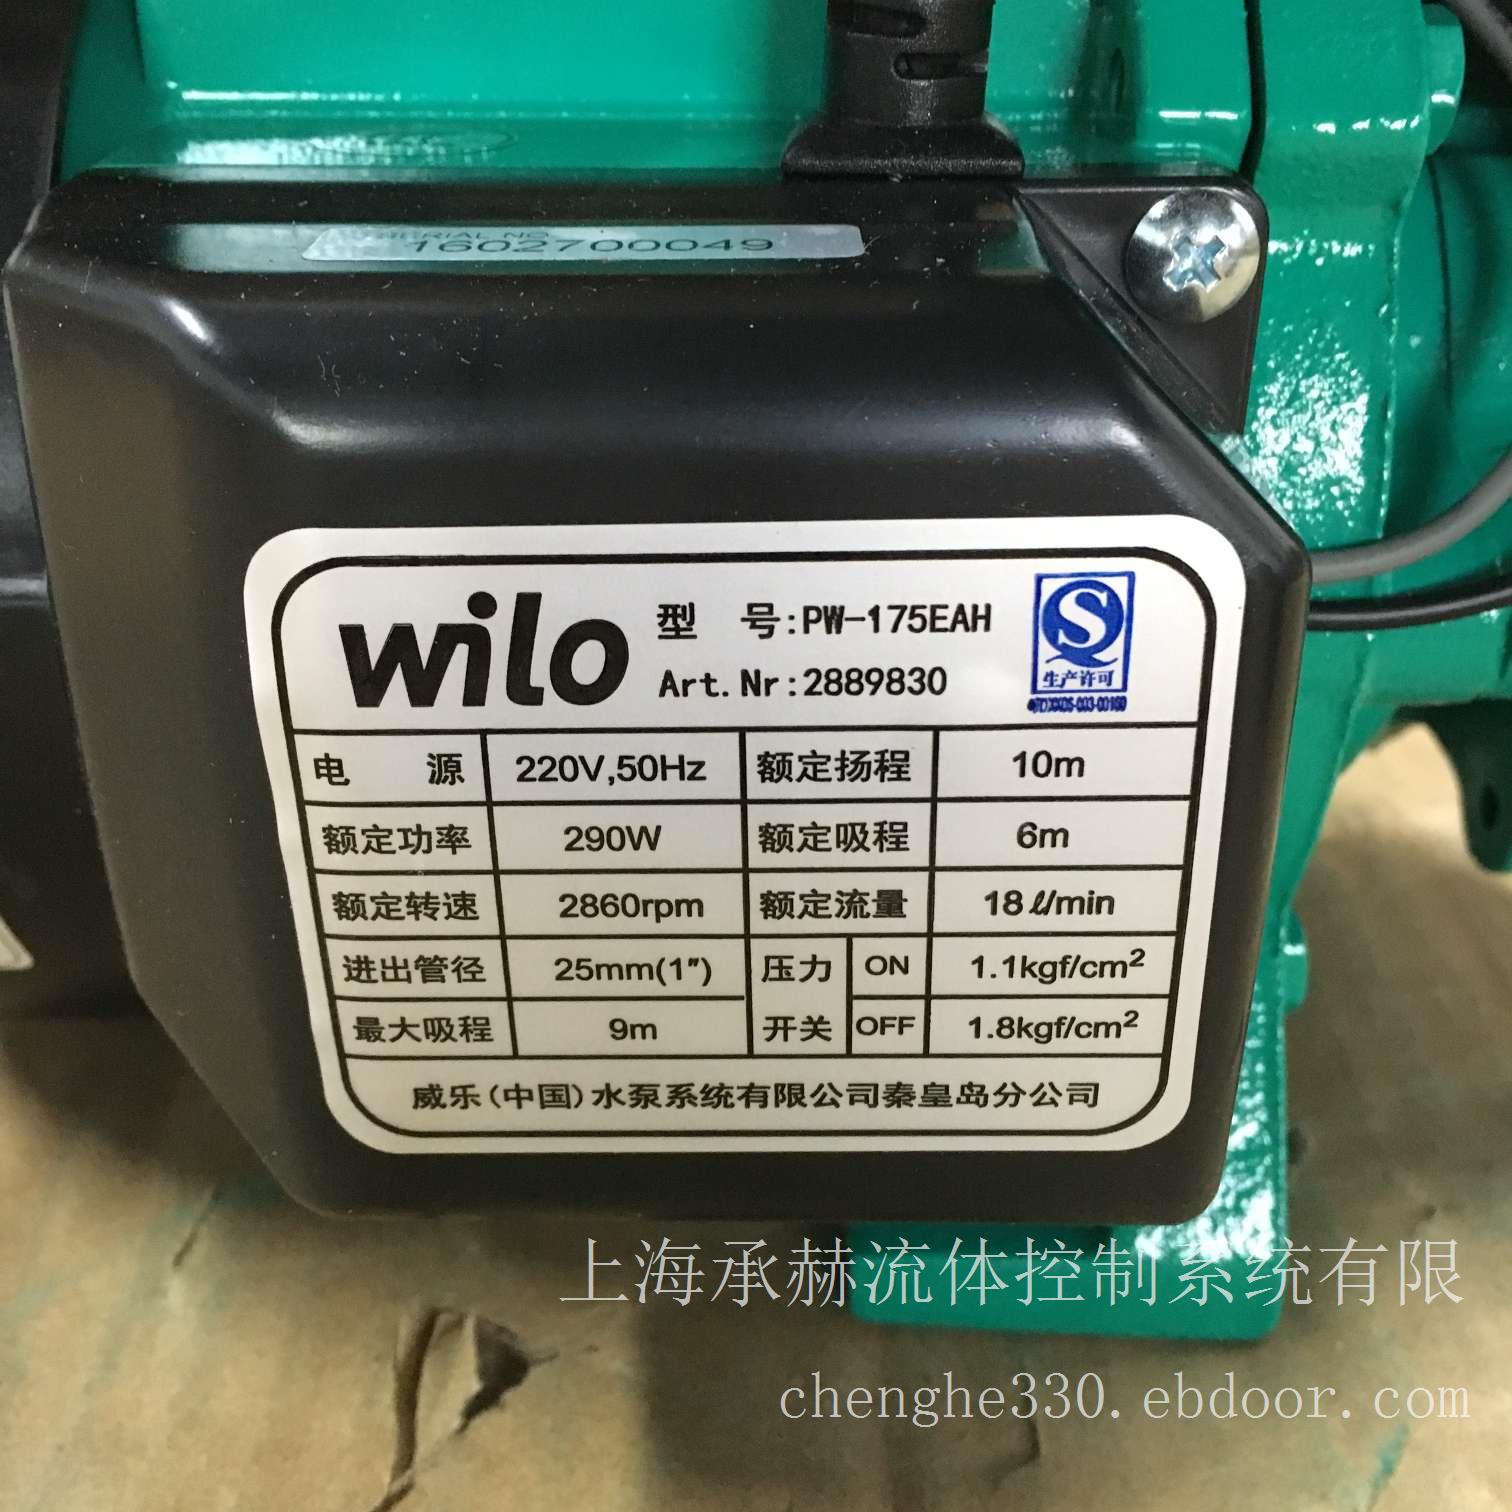 SERIAL NO.
1602700049
wilo
型 号:PW-175EAH
Art.Nr:2889830
生产许可
电 源 220V,50Hz 额定扬程 10m
额定功率 290W 额定吸程 6m
额定转速 2860rpm 额定流量 18ℓ/min
进出管径 25mm(1″) 压力 ON 1.1kgf/cm²
最大吸程 9m 开关 OFF 1.8kgf/cm²
威乐(中国)水泵系统有限公司秦皇岛分公司
上海承赫流体控制系统有限
chenghe330.ebdoor.com